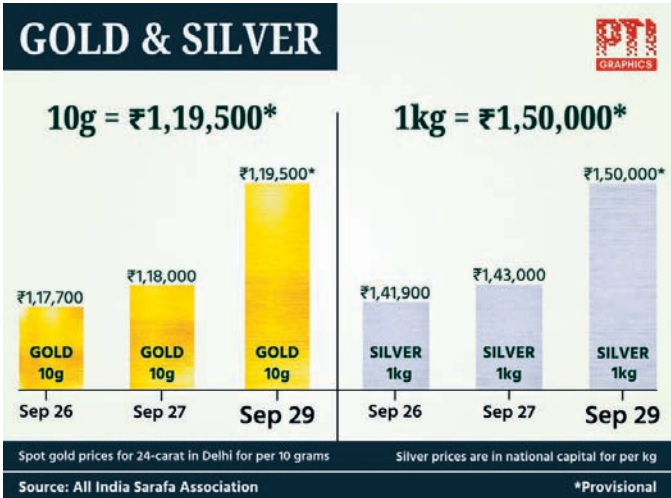 GOLD & SILVER
PTI
GRAPHICS
10g = ₹1,19,500*
₹1,19,500*
₹1,18,000
₹1,17,700
GOLD
10g
GOLD
10g
GOLD
10g
Sep 26
Sep 27
Sep 29
1kg = ₹1,50,000*
₹1,50,000*
₹1,43,000
₹1,41,900
SILVER
1kg
SILVER
1kg
SILVER
1kg
Sep 26
Sep 27
Sep 29
Spot gold prices for 24-carat in Delhi for per 10 grams
Silver prices are in national capital for per kg
Source: All India Sarafa Association
*Provisional